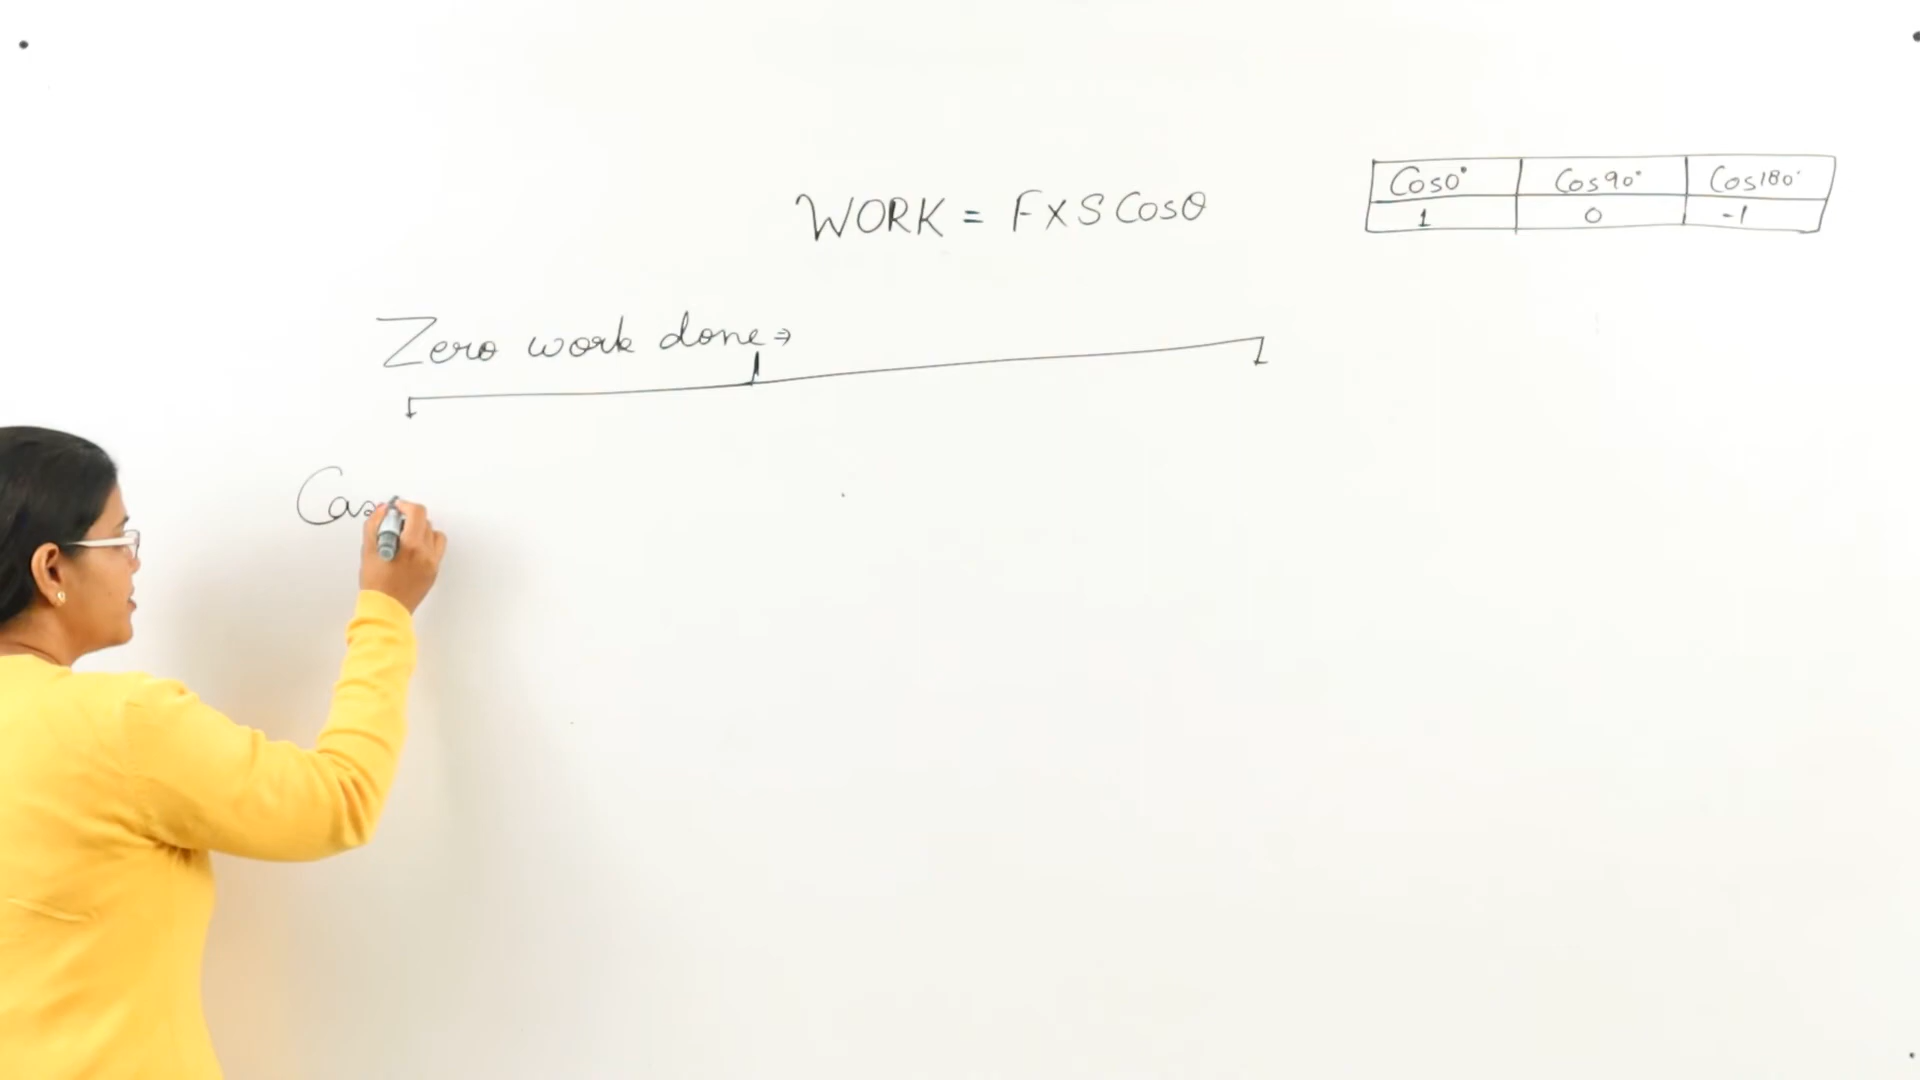 WORK = F X S Cosθ
Cos0° Cos90° Cos180°
1 0 -1
Zero work done →
Cas